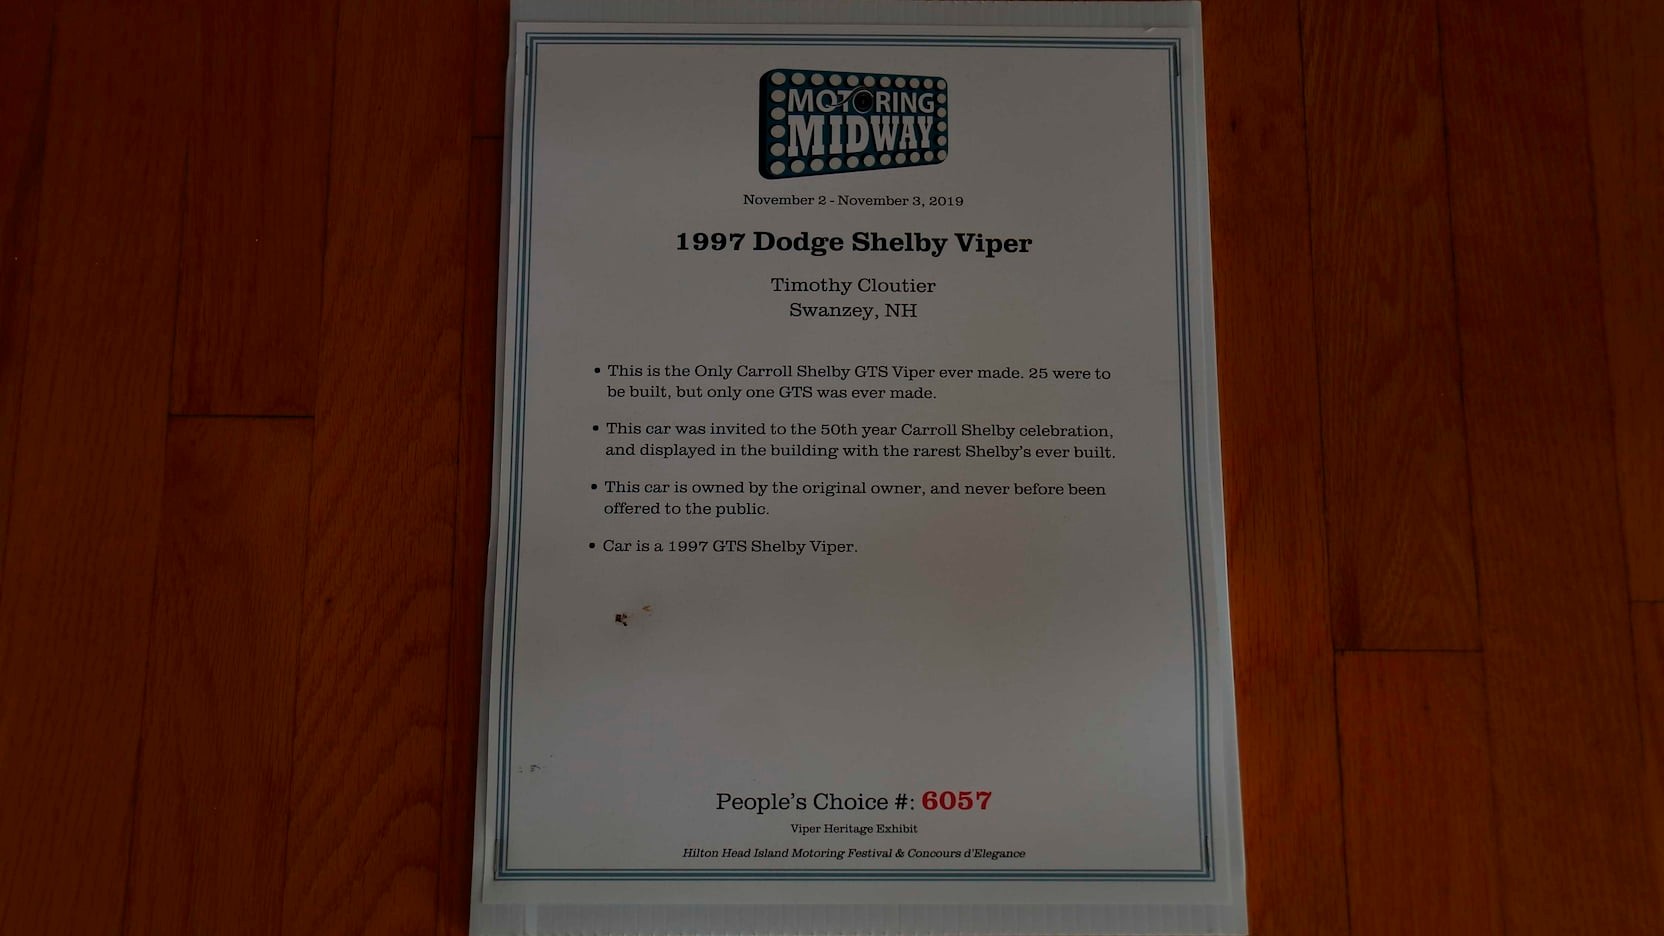 MOTORING
MIDWAY
November 2 - November 3, 2019
1997 Dodge Shelby Viper
Timothy Cloutier
Swanzey, NH
• This is the Only Carroll Shelby GTS Viper ever made. 25 were to
be built, but only one GTS was ever made.
• This car was invited to the 50th year Carroll Shelby celebration,
and displayed in the building with the rarest Shelby's ever built.
• This car is owned by the original owner, and never before been
offered to the public.
• Car is a 1997 GTS Shelby Viper.
People's Choice #: 6057
Viper Heritage Exhibit
Hilton Head Island Motoring Festival & Concours d'Elegance